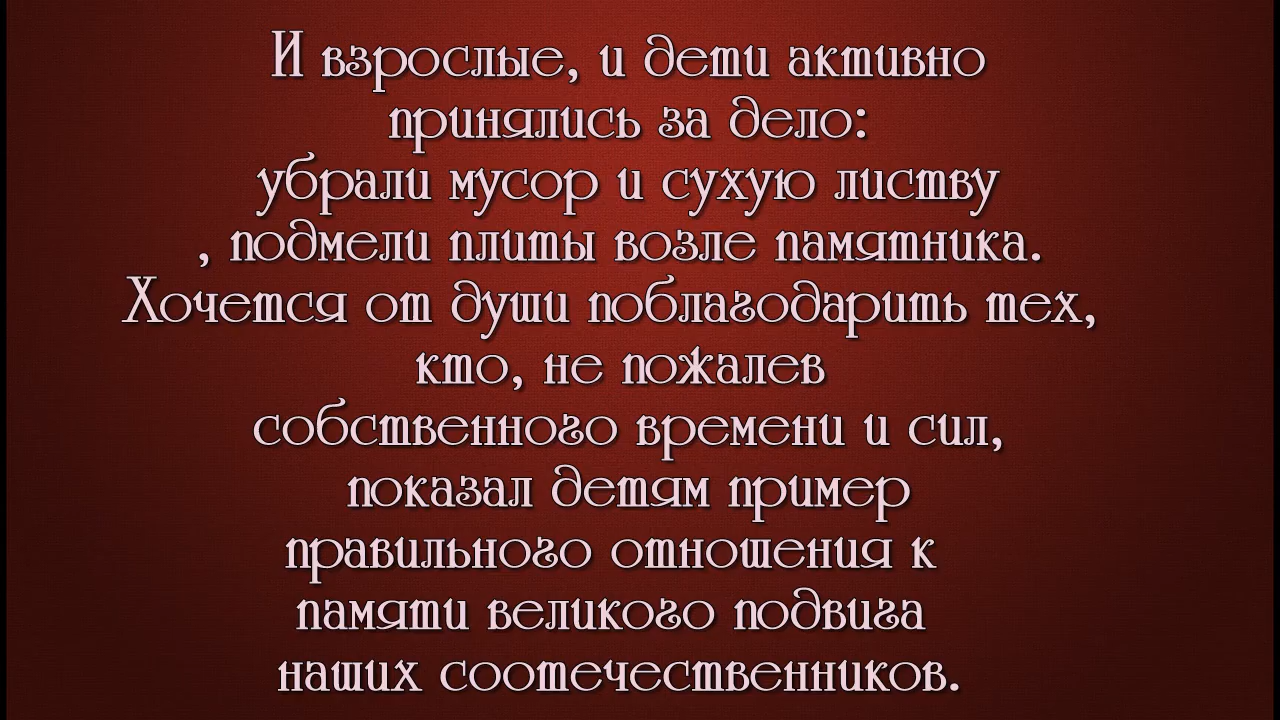 И взрослые, и дети активно
принялись за дело:
убрали мусор и сухую листву
, подмели плиты возле памятника.
Хочется от души поблагодарить тех,
кто, не пожалев
собственного времени и сил,
показал детям пример
правильного отношения к
памяти великого подвига
наших соотечественников.